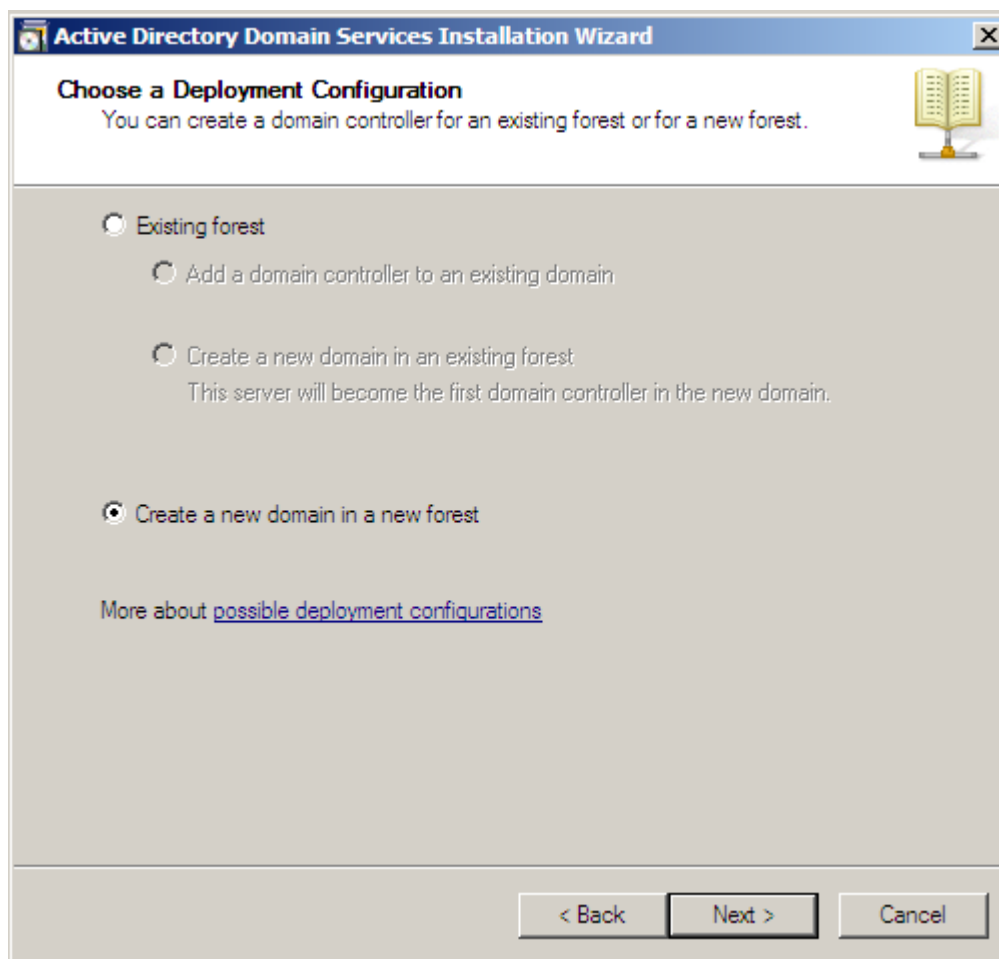 Active Directory Domain Services Installation Wizard
Choose a Deployment Configuration
You can create a domain controller for an existing forest or for a new forest.
Existing forest
Add a domain controller to an existing domain
Create a new domain in an existing forest
This server will become the first domain controller in the new domain.
Create a new domain in a new forest
More about possible deployment configurations
< Back Next > Cancel